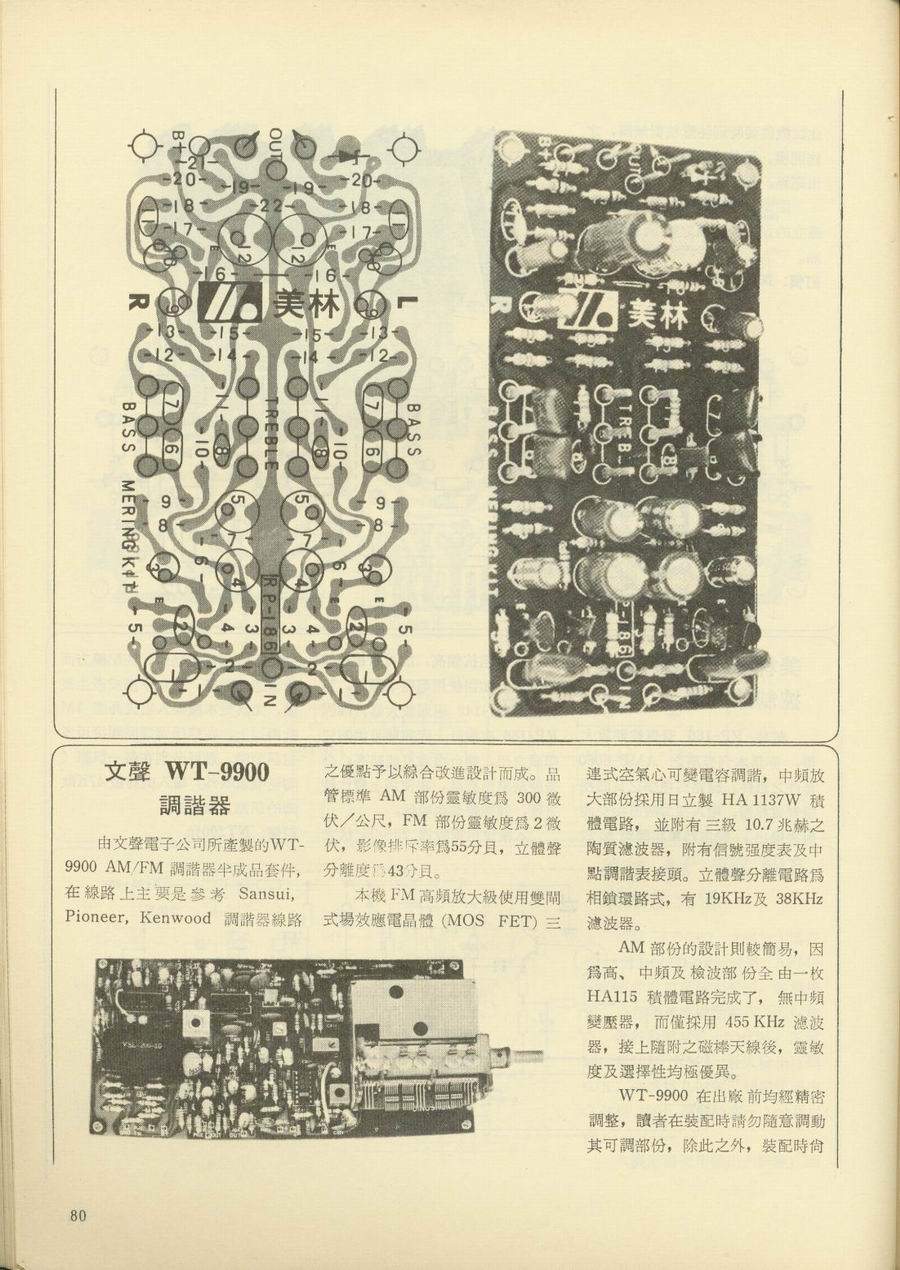 B+
OUT
-21-
-20-
-19-
-19-
-20-
-18-
-22-
-18-
-17-
-17-
11
11
12
12
E
E
-16-
-16-
R
9
美林
9
L
-13-
-15-
-15-
-13-
-12-
-14-
-14-
-12-
7
7
BASS
TREBLE
BASS
6
10
8
8
10
6
MERING KIT
9
5
5
9
8
7
7
8
3
6
4
4
6
3
E
E
-5-
2
4
3
RP-186
3
4
2
-5-
2
2
1
IN
1
B+
OUT
R
美林
BASS
TREB
MERING KIT
P-186
IN
文聲 WT-9900
調諧器
由文聲電子公司所產製的WT-
9900 AM/FM 調諧器半成品套件,
在線路上主要是參考 Sansui,
Pioneer, Kenwood 調諧器線路
之優點予以綜合改進設計而成。品
管標準 AM 部份靈敏度爲 300 微
伏/公尺,FM 部份靈敏度爲2微
伏,影像排斥率爲55分貝,立體聲
分離度爲43分貝。
本機FM高頻放大級使用雙閘
式場效應電晶體 (MOS FET) 三
連式空氣心可變電容調諧,中頻放
大部份採用日立製 HA 1137W 積
體電路, 並附有三級 10.7 兆赫之
陶質濾波器,附有信號强度表及中
點調諧表接頭。立體聲分離電路爲
相鎖環路式,有 19KHz及 38KHz
濾波器。
AM 部份的設計則較簡易,因
爲高、中頻及檢波部份全由一枚
HA115 積體電路完成了, 無中頻
變壓器, 而僅採用 455 KHz 濾波
器,接上隨附之磁棒天線後,靈敏
度及選擇性均極優異。
WT-9900 在出廠前均經精密
調整,讀者在裝配時請勿隨意調動
其可調部份,除此之外,裝配時尙
80